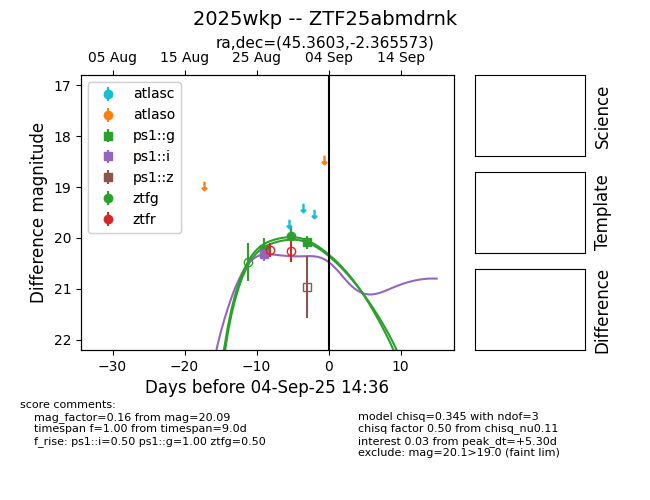 2025wkp -- ZTF25abmdrnk
ra,dec=(45.3603,-2.365573)
05 Aug 15 Aug 25 Aug 04 Sep 14 Sep
17
18
19
20
21
22
Difference magnitude
atlasc
atlaso
ps1::g
ps1::i
ps1::z
ztfg
ztfr
−30 −20 −10 0 10
Days before 04-Sep-25 14:36
Science
Template
Difference
score comments:
mag_factor=0.16 from mag=20.09
timespan f=1.00 from timespan=9.0d
f_rise: ps1::i=0.50 ps1::g=1.00 ztfg=0.50
model chisq=0.345 with ndof=3
chisq factor 0.50 from chisq_nu0.11
interest 0.03 from peak_dt=+5.30d
exclude: mag=20.1>19.0 (faint lim)